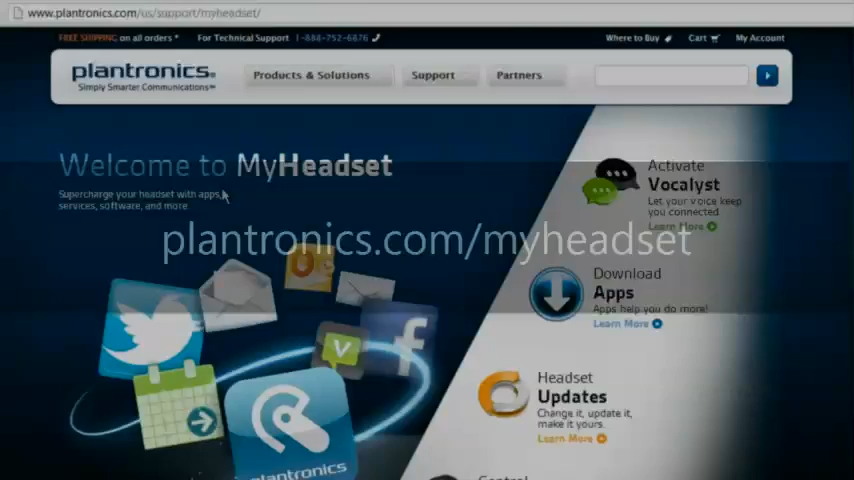 www.plantronics.com/us/support/myheadset/
FREE SHIPPING on all orders * For Technical Support 1-888-752-6876 Where to Buy Cart My Account
plantronics®
Simply Smarter Communications™
Products & Solutions Support Partners
Welcome to MyHeadset
Supercharge your headset with apps,
services, software, and more
plantronics.com/myheadset
Activate
Vocalyst
Let your voice keep
you connected.
Learn More
Download
Apps
Apps help you do more!
Learn More
Headset
Updates
Change it, update it,
make it yours.
Learn More
plantronics